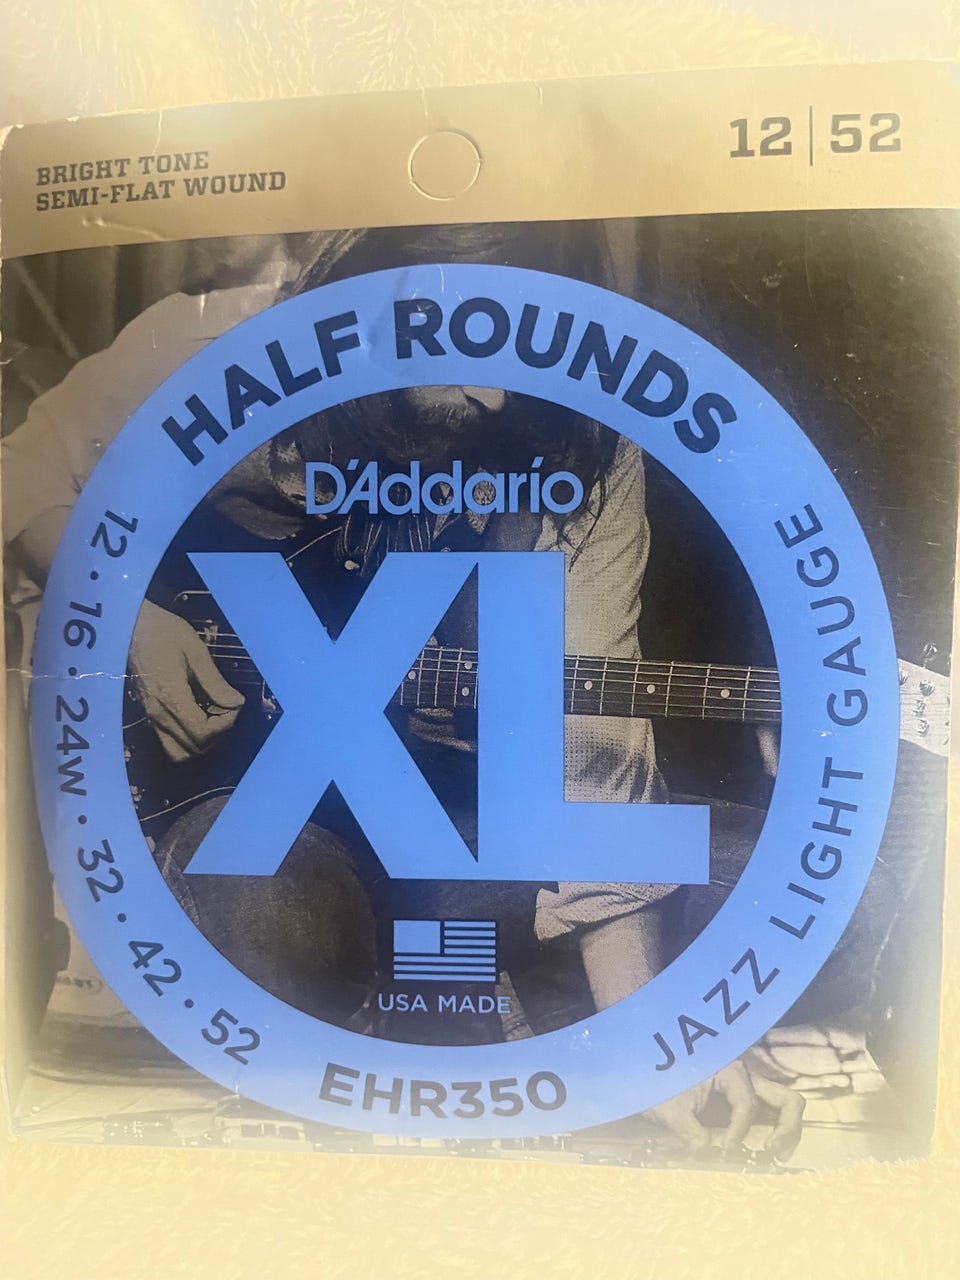 BRIGHT TONE
SEMI-FLAT WOUND
12 | 52
HALF ROUNDS
D'Addario
XL
USA MADE
12 • 16 • 24W • 32 • 42 • 52
EHR350
JAZZ LIGHT GAUGE